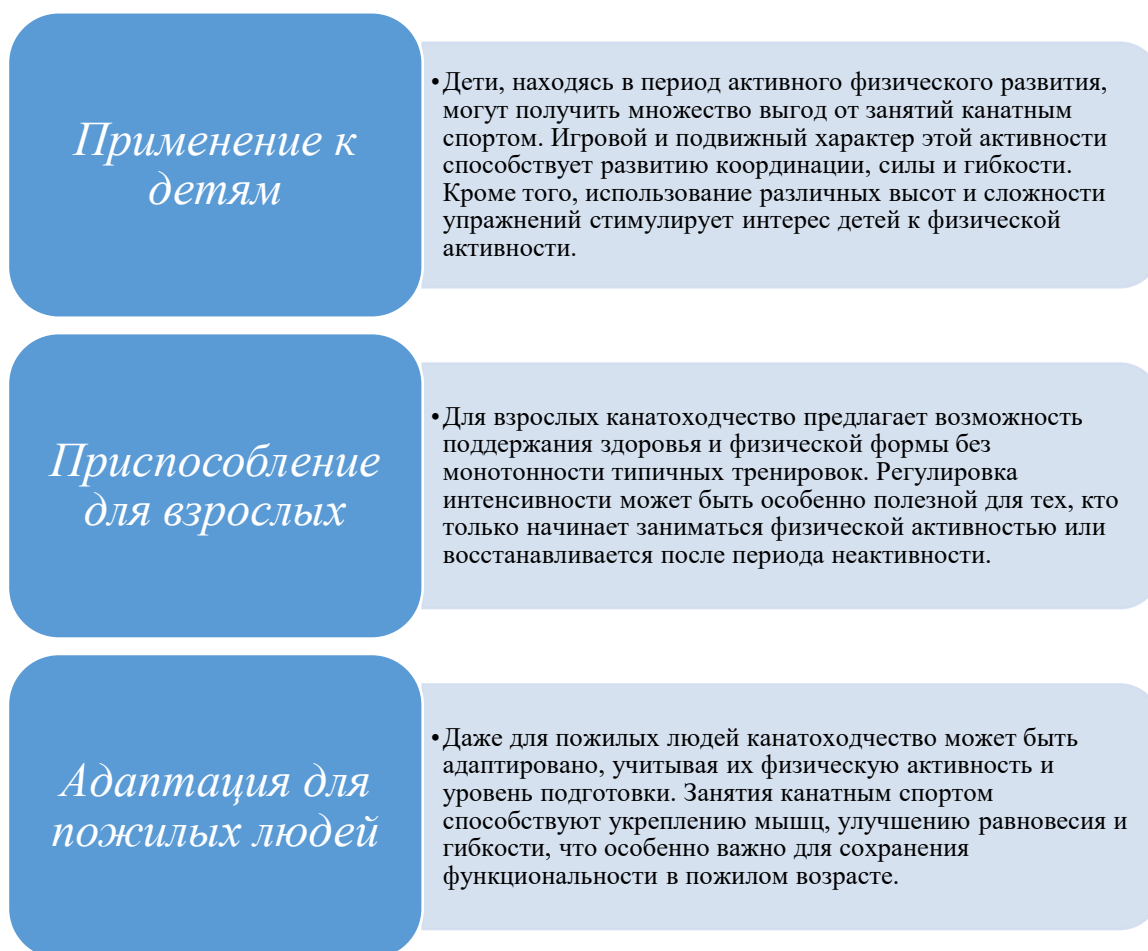 Применение к
детям
•Дети, находясь в период активного физического развития,
могут получить множество выгод от занятий канатным
спортом. Игровой и подвижный характер этой активности
способствует развитию координации, силы и гибкости.
Кроме того, использование различных высот и сложности
упражнений стимулирует интерес детей к физической
активности.
Приспособление
для взрослых
•Для взрослых канатоходчество предлагает возможность
поддержания здоровья и физической формы без
монотонности типичных тренировок. Регулировка
интенсивности может быть особенно полезной для тех, кто
только начинает заниматься физической активностью или
восстанавливается после периода неактивности.
Адаптация для
пожилых людей
•Даже для пожилых людей канатоходчество может быть
адаптировано, учитывая их физическую активность и
уровень подготовки. Занятия канатным спортом
способствуют укреплению мышц, улучшению равновесия и
гибкости, что особенно важно для сохранения
функциональности в пожилом возрасте.